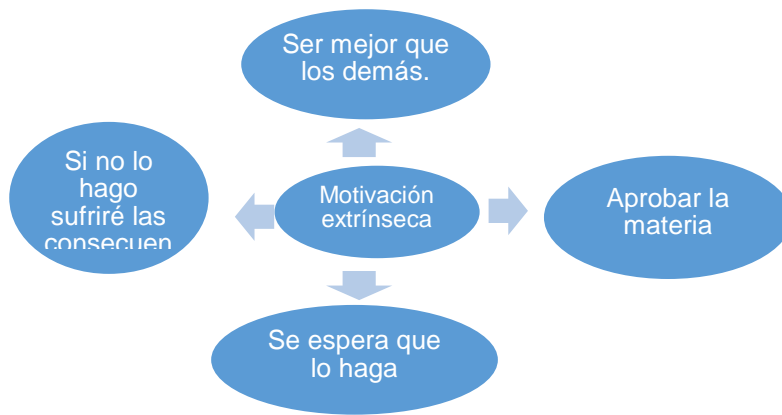 Ser mejor que
los demás.
Si no lo
hago
sufriré las
consecuen
Motivación
extrínseca
Aprobar la
materia
Se espera que
lo haga